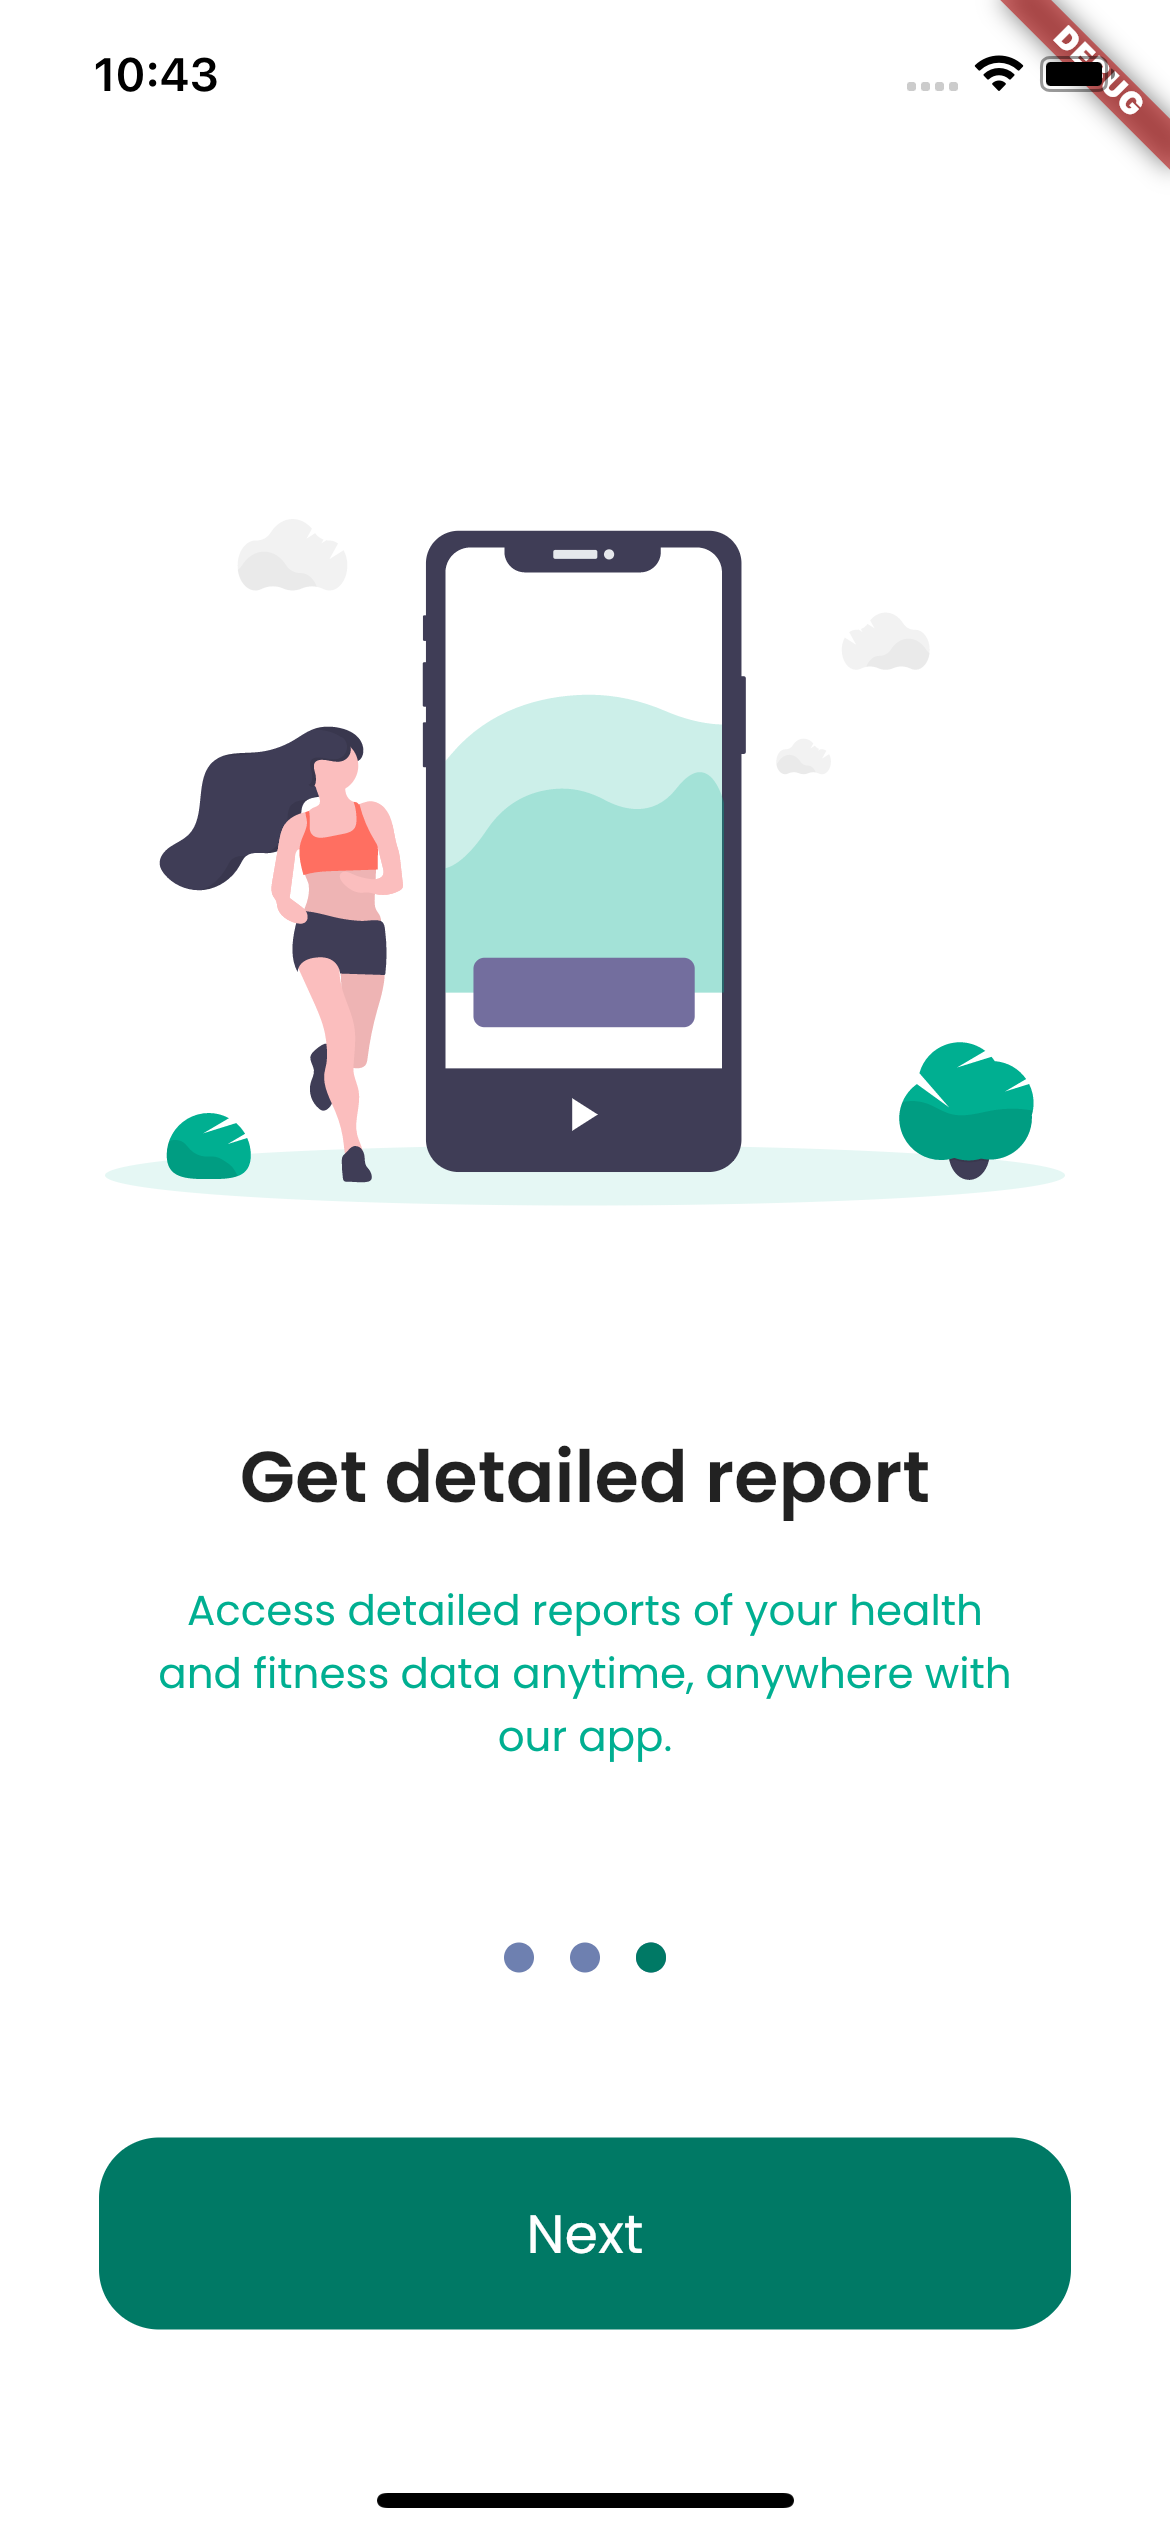 10:43
DEBUG
Get detailed report
Access detailed reports of your health
and fitness data anytime, anywhere with
our app.
Next